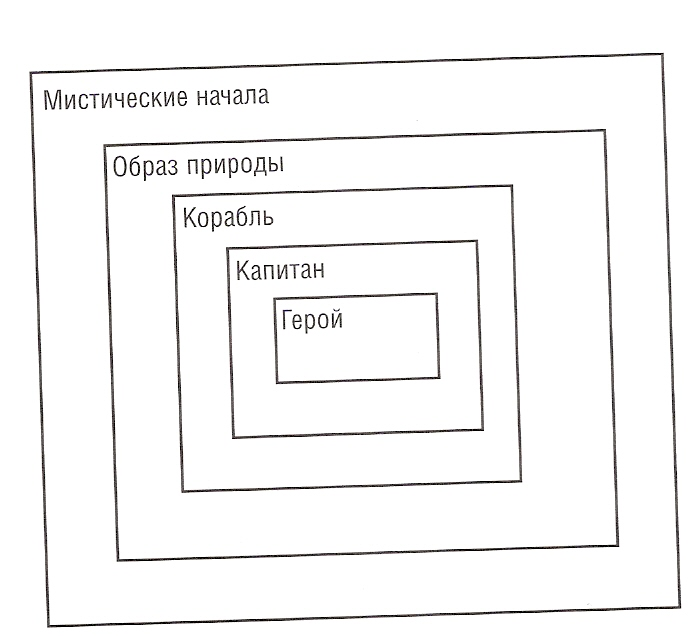 Мистические начала
Образ природы
Корабль
Капитан
Герой